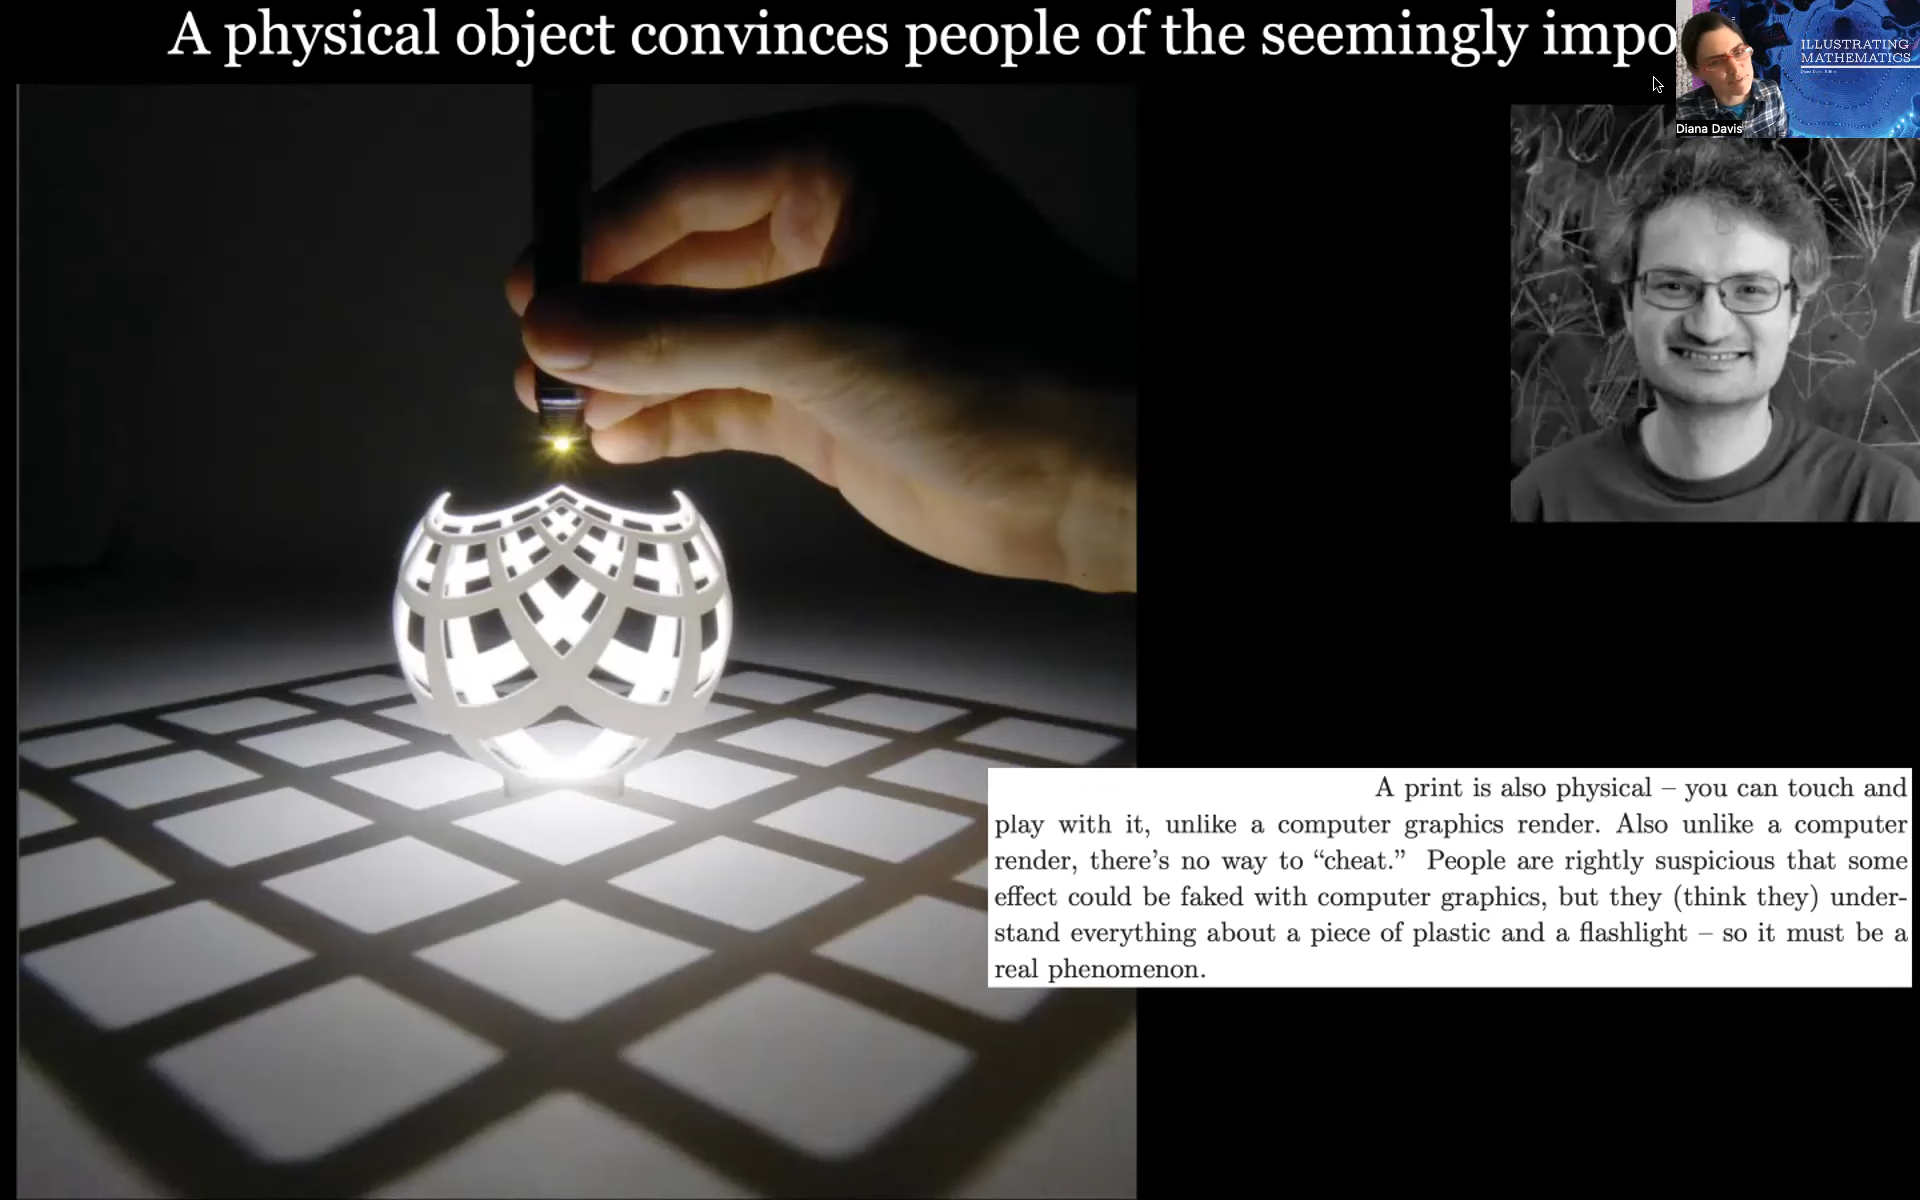 A physical object convinces people of the seemingly impo
ILLUSTRATING
MATHEMATICS
Diana Davis
A print is also physical – you can touch and
play with it, unlike a computer graphics render. Also unlike a computer
render, there's no way to “cheat.” People are rightly suspicious that some
effect could be faked with computer graphics, but they (think they) under-
stand everything about a piece of plastic and a flashlight – so it must be a
real phenomenon.